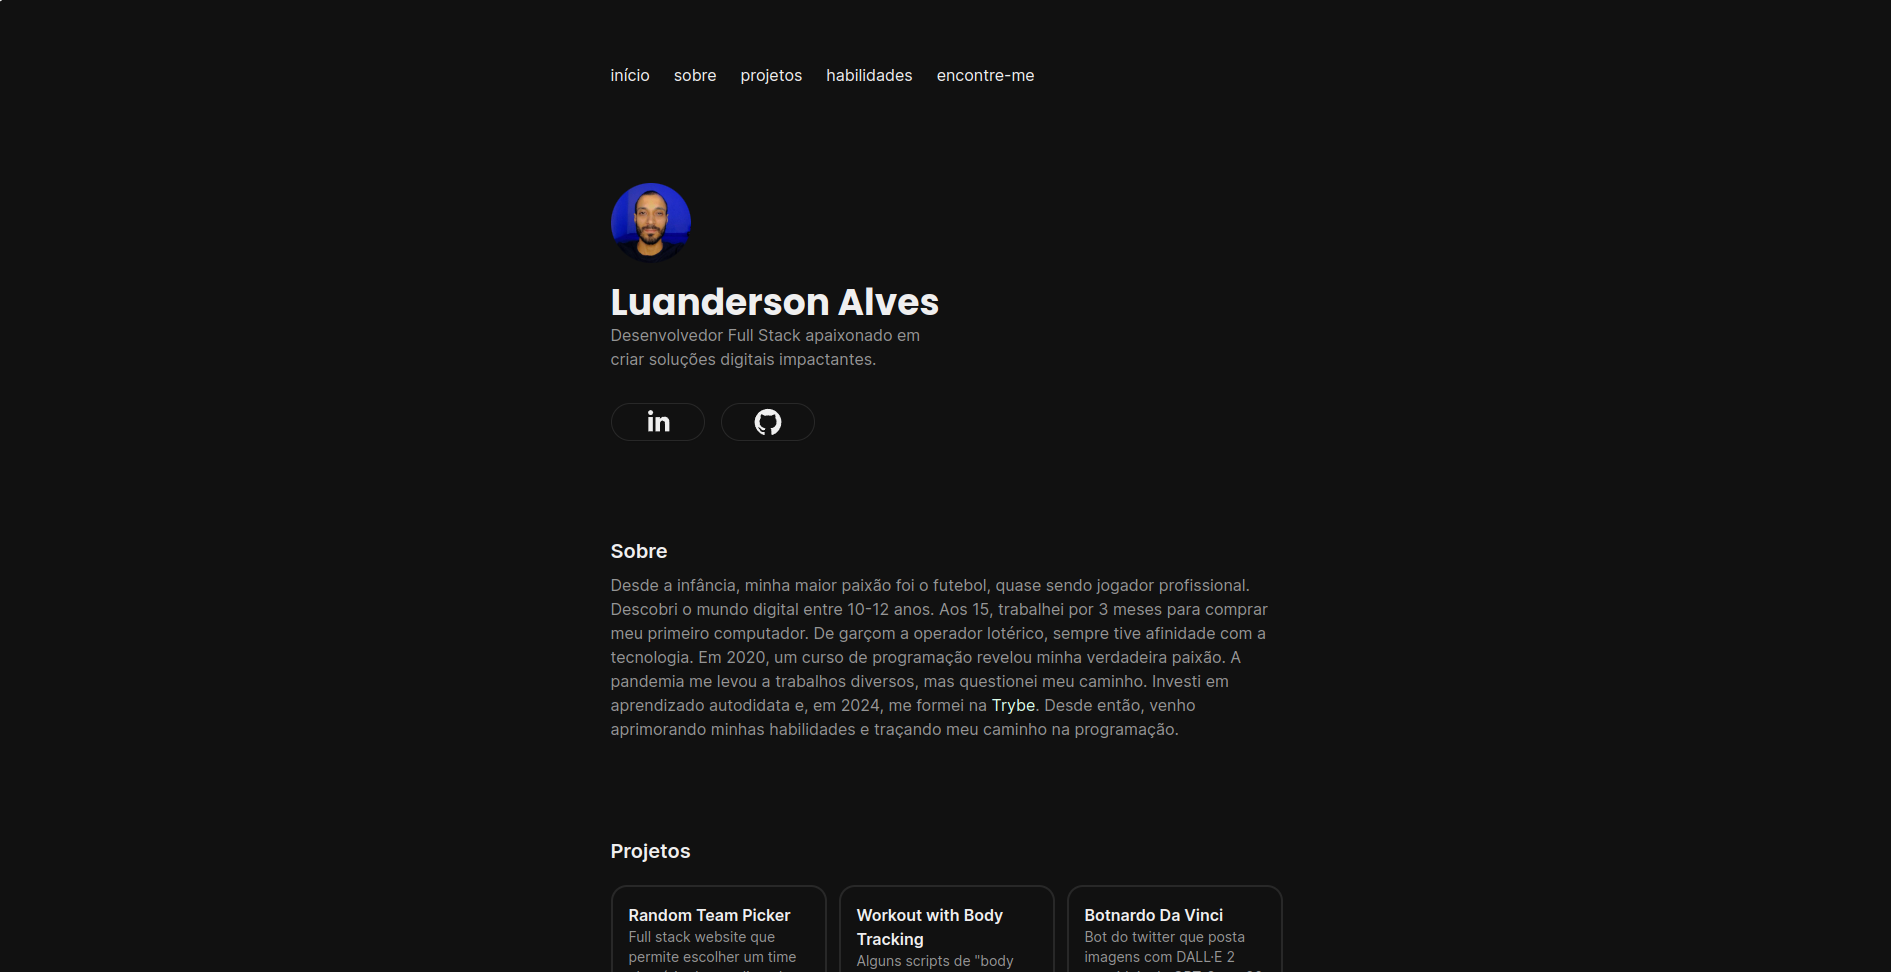 início sobre projetos habilidades encontre-me
Luanderson Alves
Desenvolvedor Full Stack apaixonado em
criar soluções digitais impactantes.
in
Sobre
Desde a infância, minha maior paixão foi o futebol, quase sendo jogador profissional.
Descobri o mundo digital entre 10-12 anos. Aos 15, trabalhei por 3 meses para comprar
meu primeiro computador. De garçom a operador lotérico, sempre tive afinidade com a
tecnologia. Em 2020, um curso de programação revelou minha verdadeira paixão. A
pandemia me levou a trabalhos diversos, mas questionei meu caminho. Investi em
aprendizado autodidata e, em 2024, me formei na Trybe. Desde então, venho
aprimorando minhas habilidades e traçando meu caminho na programação.
Projetos
Random Team Picker
Full stack website que
permite escolher um time
Workout with Body
Tracking
Alguns scripts de "body
Botnardo Da Vinci
Bot do twitter que posta
imagens com DALL·E 2